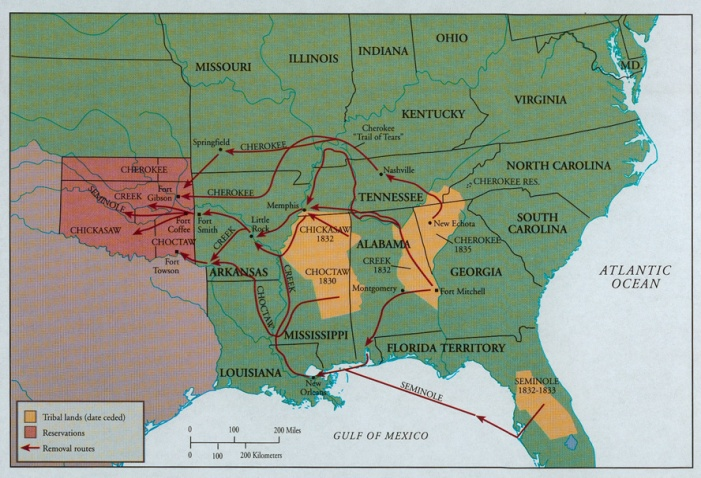 OHIO
INDIANA
ILLINOIS
MISSOURI
MD.
VIRGINIA
KENTUCKY
Cherokee
"Trail of Tears"
Springfield
CHEROKEE
NORTH CAROLINA
CHEROKEE
Nashville
CHEROKEE RES.
Fort
Gibson
CHEROKEE
TENNESSEE
CREEK
SEMINOLE
Memphis
SOUTH
CAROLINA
Fort
Coffee
Fort
Smith
Little
Rock
New Echota
CHICKASAW
CHICKASAW
1832
CHEROKEE
1835
CHOCTAW
CREEK
ALABAMA
CREEK
1832
GEORGIA
Fort
Towson
ARKANSAS
CREEK
CHOCTAW
1830
ATLANTIC
OCEAN
CHOCTAW
Montgomery
Fort Mitchell
MISSISSIPPI
FLORIDA TERRITORY
LOUISIANA
New
Orleans
SEMINOLE
SEMINOLE
1832-1833
Tribal lands (date ceded)
Reservations
Removal routes
0 100 200 Miles
0 100 200 Kilometers
GULF OF MEXICO